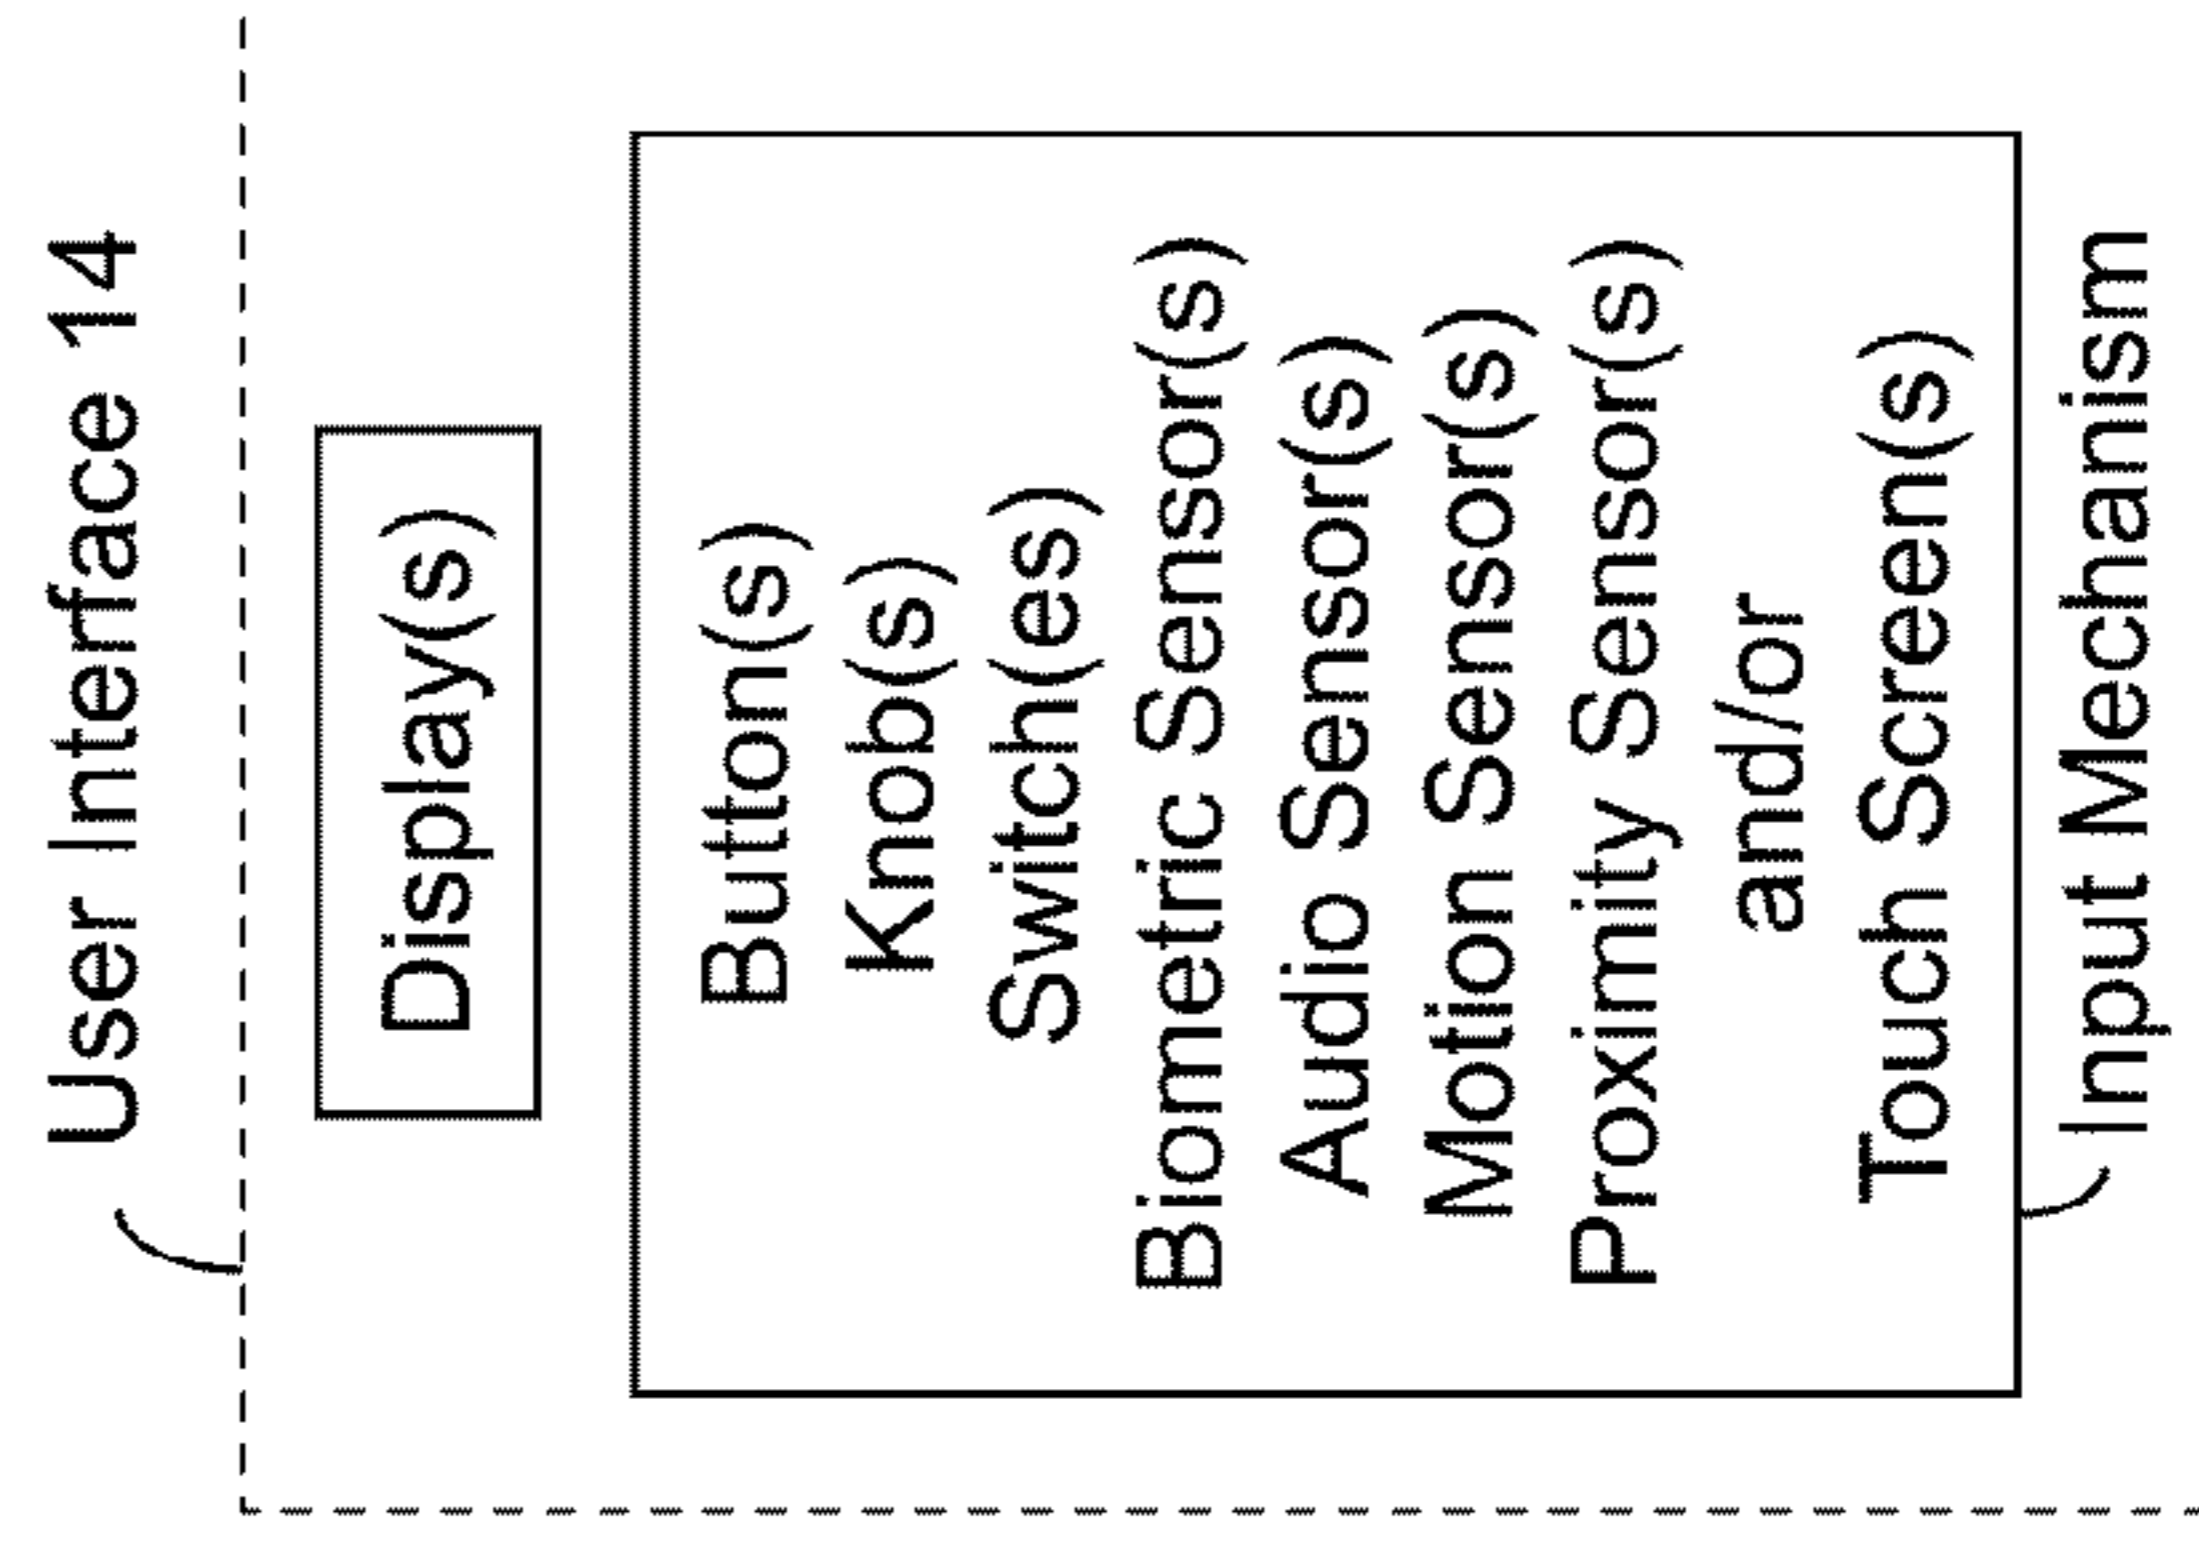 User Interface 14
Display(s)
Button(s)
Knob(s)
Switch(es)
Biometric Sensor(s)
Audio Sensor(s)
Motion Sensor(s)
Proximity Sensor(s)
and/or
Touch Screen(s)
Input Mechanism